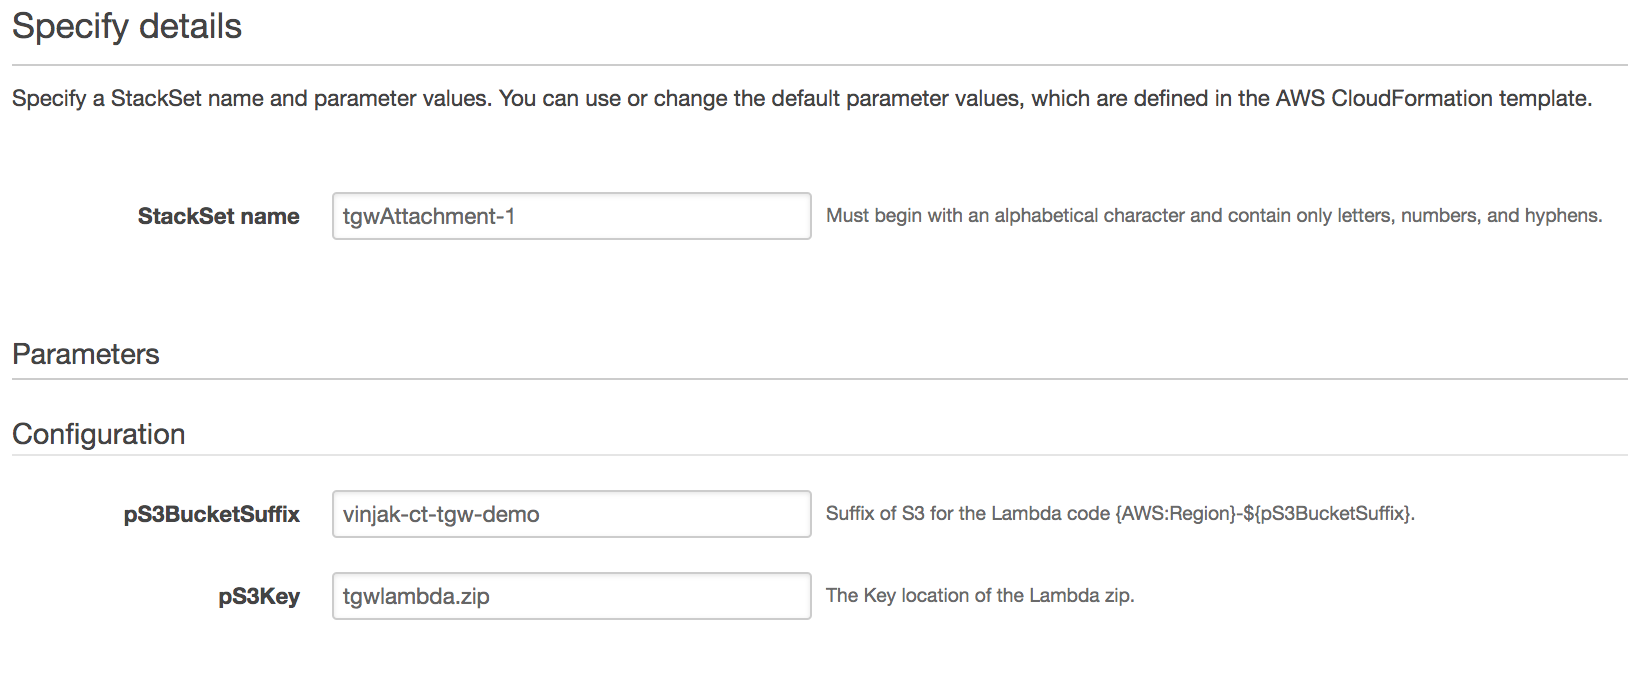 Specify details
Specify a StackSet name and parameter values. You can use or change the default parameter values, which are defined in the AWS CloudFormation template.
StackSet name tgwAttachment-1 Must begin with an alphabetical character and contain only letters, numbers, and hyphens.
Parameters
Configuration
pS3BucketSuffix vinjak-ct-tgw-demo Suffix of S3 for the Lambda code {AWS:Region}-${pS3BucketSuffix}.
pS3Key tgwlambda.zip The Key location of the Lambda zip.